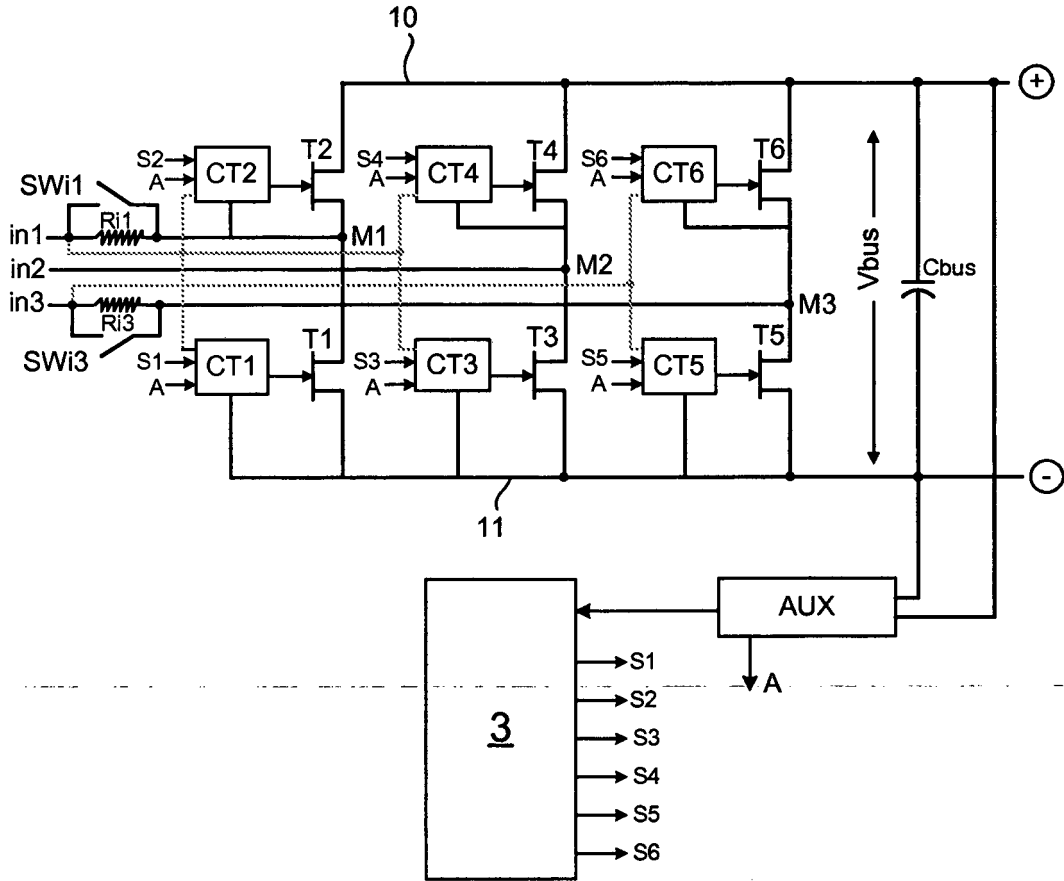 10
+
T2
T4
T6
S2
A
CT2
S4
A
CT4
S6
A
CT6
SWi1
Ri1
in1
M1
in2
M2
in3
Ri3
M3
SWi3
Vbus
Cbus
T1
T3
T5
S1
A
CT1
S3
A
CT3
S5
A
CT5
-
11
AUX
A
3
S1
S2
S3
S4
S5
S6